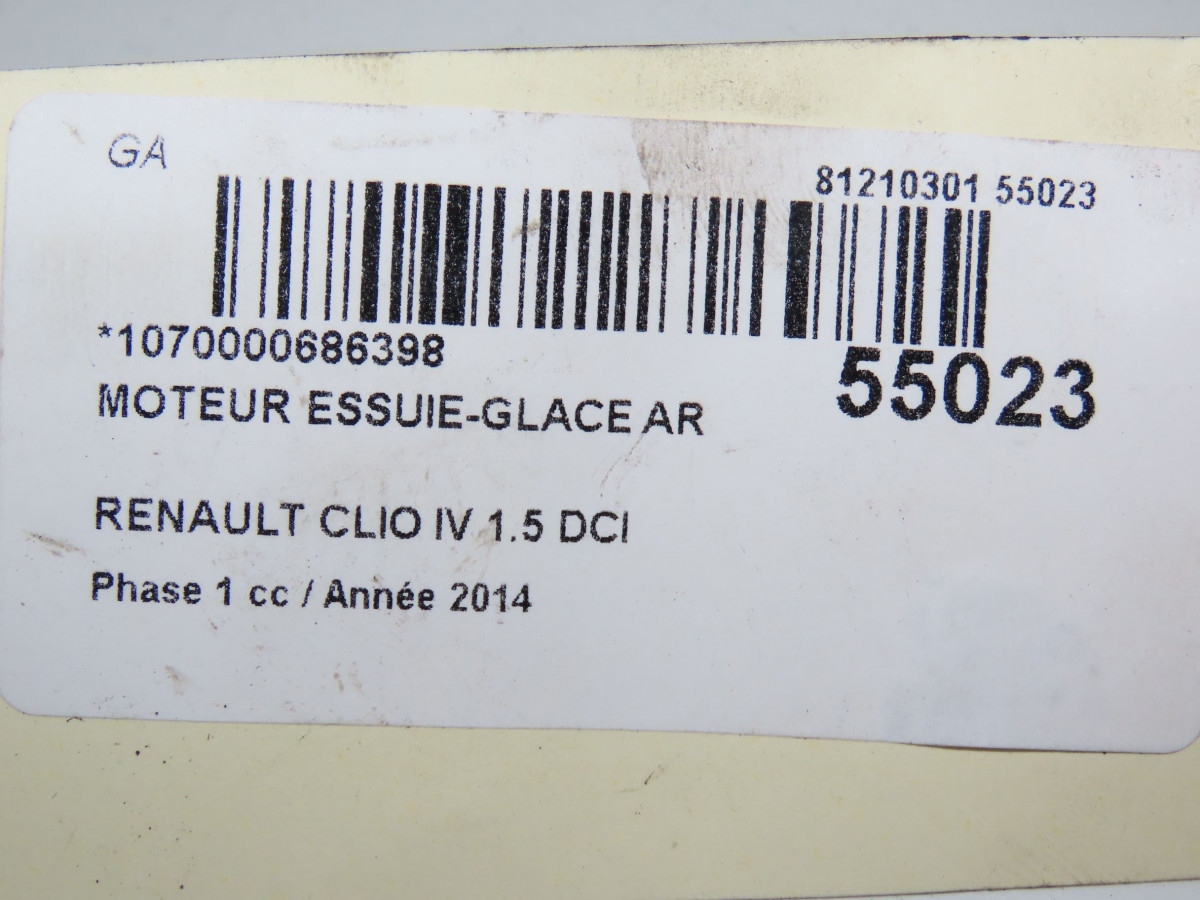 GA
81210301 55023
*1070000686398
55023
MOTEUR ESSUIE-GLACE AR
RENAULT CLIO IV 1.5 DCI
Phase 1 cc / Année 2014